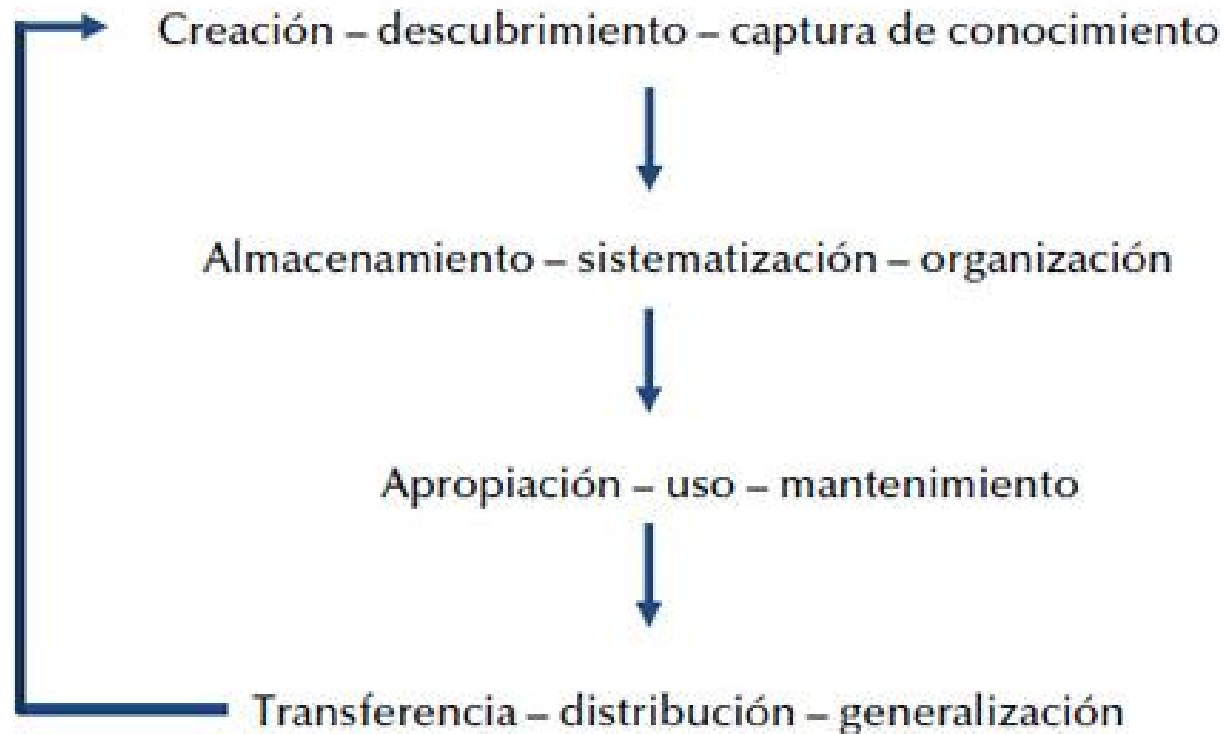 Creación – descubrimiento – captura de conocimiento
Almacenamiento – sistematización – organización
Apropiación – uso – mantenimiento
Transferencia – distribución – generalización